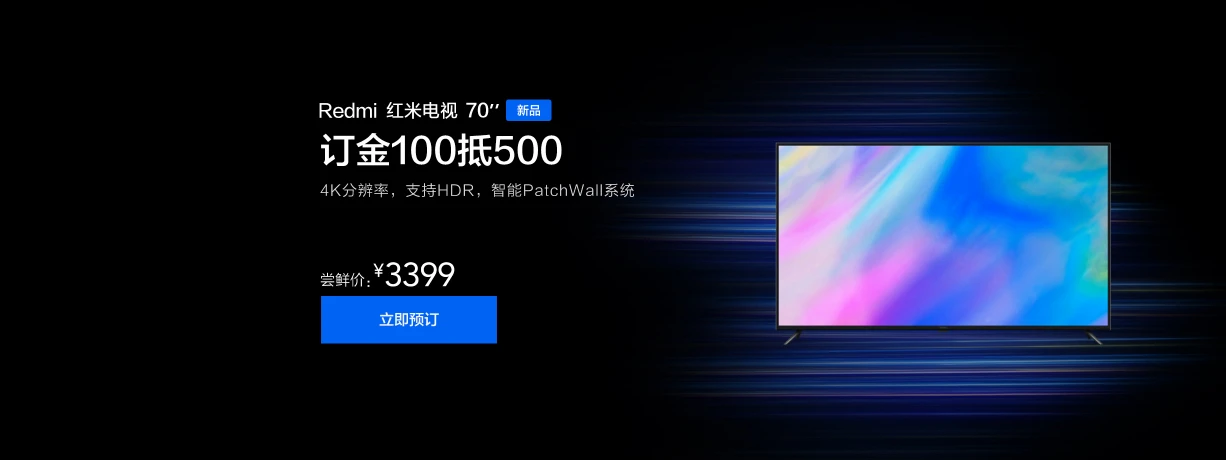 Redmi 红米电视 70′′ 新品
订金100抵500
4K分辨率，支持HDR，智能PatchWall系统
尝鲜价：¥3399
立即预订